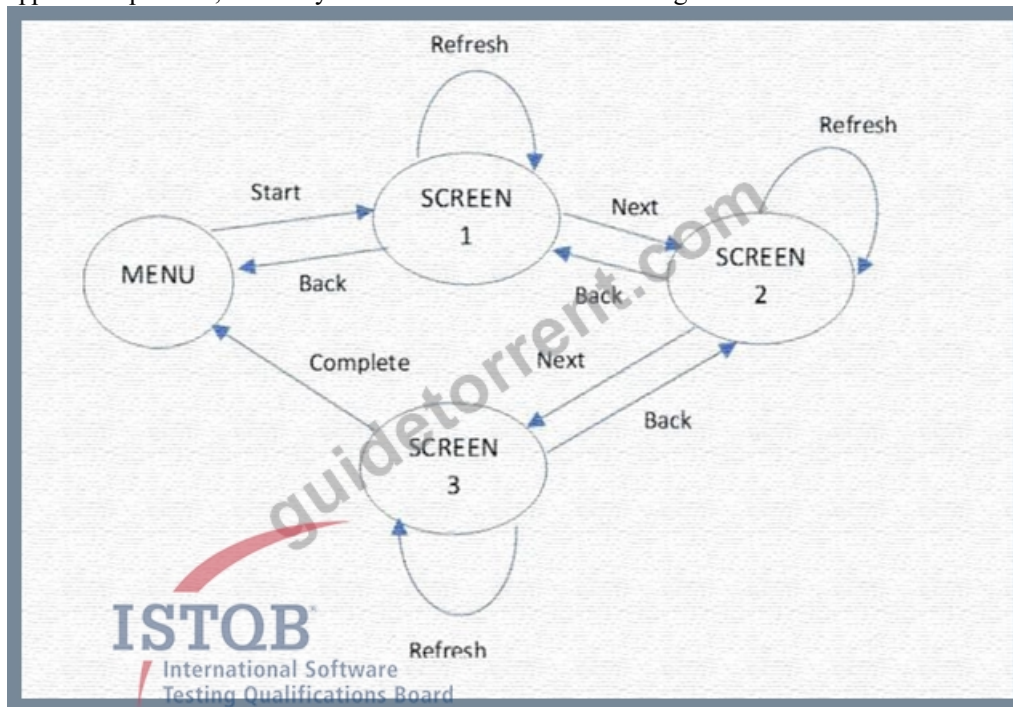 Refresh
Refresh
Start
SCREEN
1
Next
SCREEN
2
MENU
Back
Back
Complete
Next
Back
SCREEN
3
Refresh
guidetorrent.com
ISTQB
International Software
Testing Qualifications Board